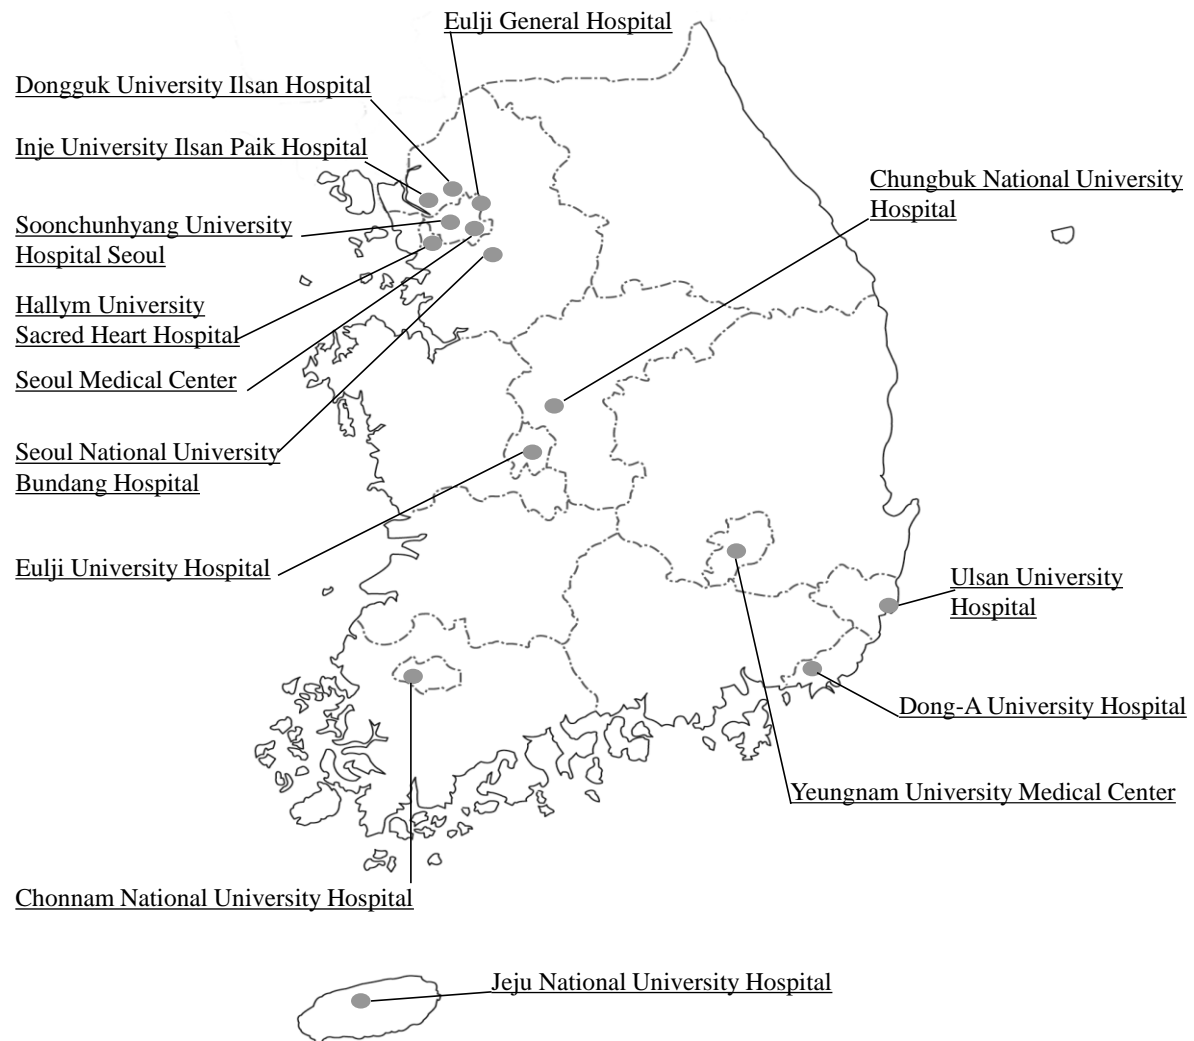 Eulji General Hospital
Dongguk University Ilsan Hospital
Inje University Ilsan Paik Hospital
Chungbuk National University
Hospital
Soonchunhyang University
Hospital Seoul
Hallym University
Sacred Heart Hospital
Seoul Medical Center
Seoul National University
Bundang Hospital
Eulji University Hospital
Ulsan University
Hospital
Dong-A University Hospital
Yeungnam University Medical Center
Chonnam National University Hospital
Jeju National University Hospital